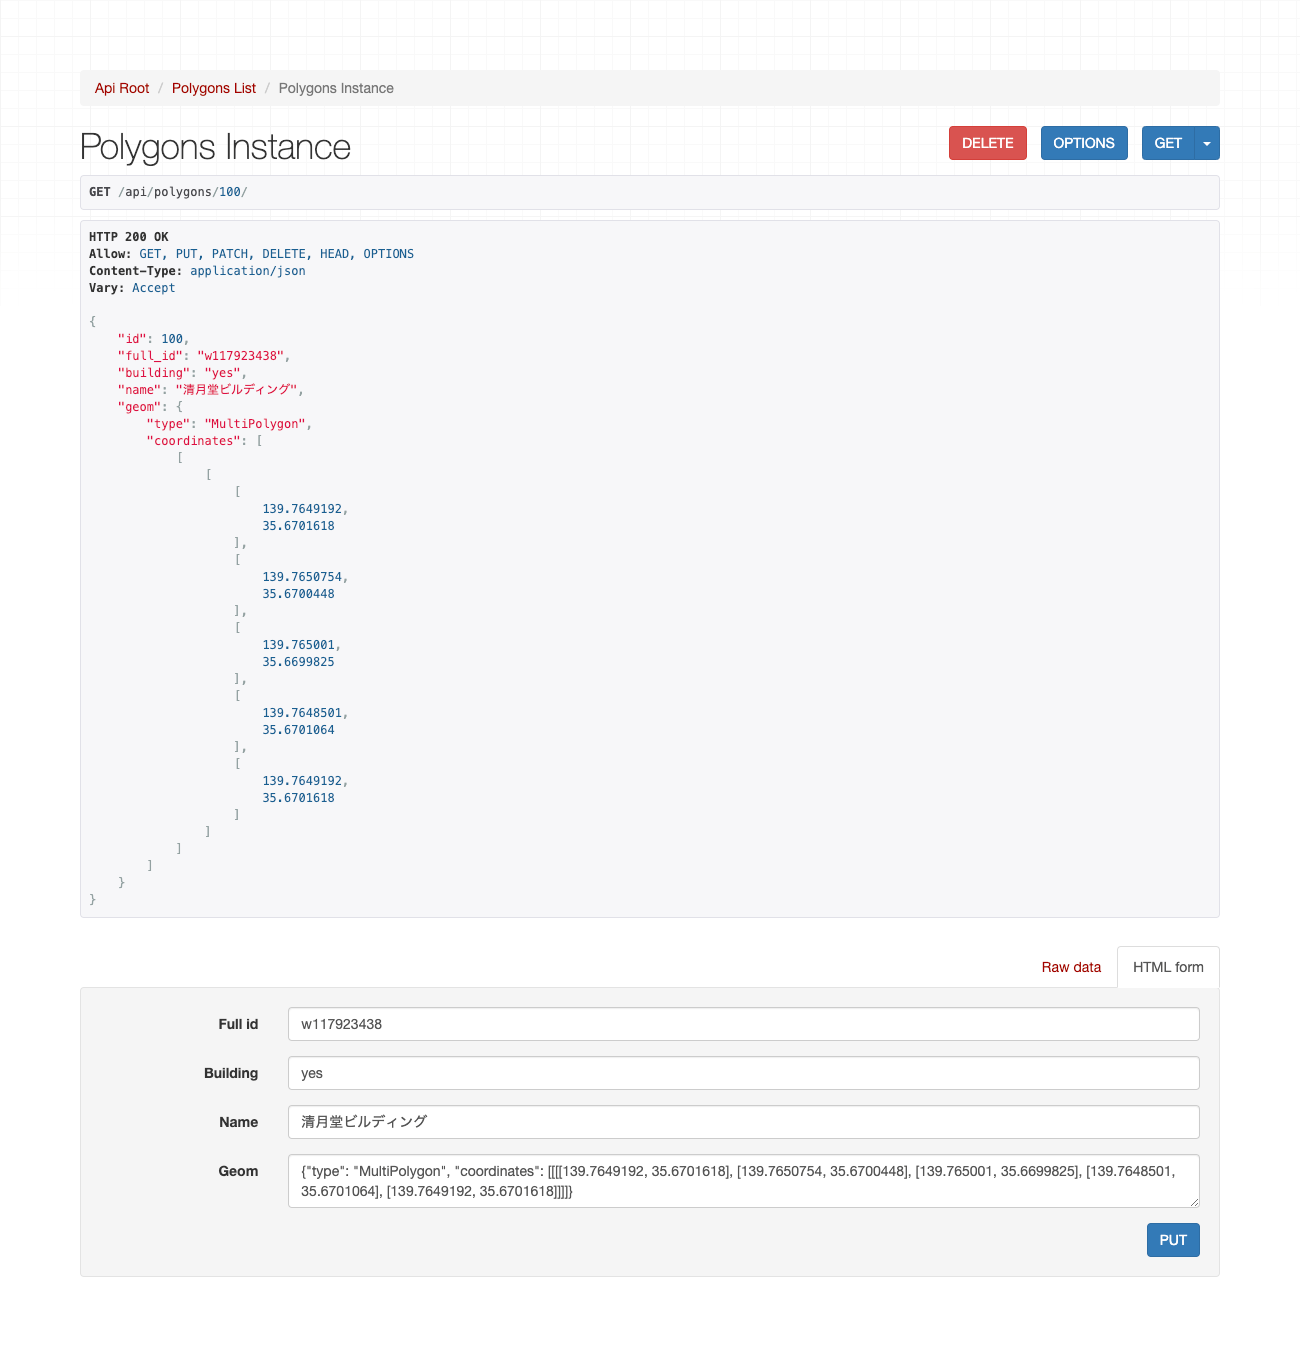 Api Root / Polygons List / Polygons Instance
Polygons Instance
DELETE OPTIONS GET
GET /api/polygons/100/
HTTP 200 OK
Allow: GET, PUT, PATCH, DELETE, HEAD, OPTIONS
Content-Type: application/json
Vary: Accept
{
    "id": 100,
    "full_id": "w117923438",
    "building": "yes",
    "name": "清月堂ビルディング",
    "geom": {
        "type": "MultiPolygon",
        "coordinates": [
            [
                [
                    [
                        139.7649192,
                        35.6701618
                    ],
                    [
                        139.7650754,
                        35.6700448
                    ],
                    [
                        139.765001,
                        35.6699825
                    ],
                    [
                        139.7648501,
                        35.6701064
                    ],
                    [
                        139.7649192,
                        35.6701618
                    ]
                ]
            ]
        ]
    }
}
Raw data HTML form
Full id w117923438
Building yes
Name 清月堂ビルディング
Geom {"type": "MultiPolygon", "coordinates": [[[[139.7649192, 35.6701618], [139.7650754, 35.6700448], [139.765001, 35.6699825], [139.7648501,
35.6701064], [139.7649192, 35.6701618]]]]}
PUT